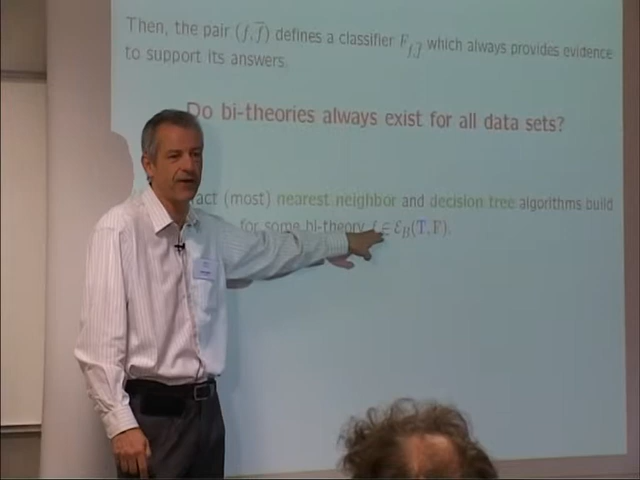 Then, the pair (f, f̅) defines a classifier F_{f,f̅} which always provides evidence
to support its answers.
Do bi-theories always exist for all data sets?
fact (most) nearest neighbor and decision tree algorithms build
for some bi-theory f ∈ ℰ_B(T, F).